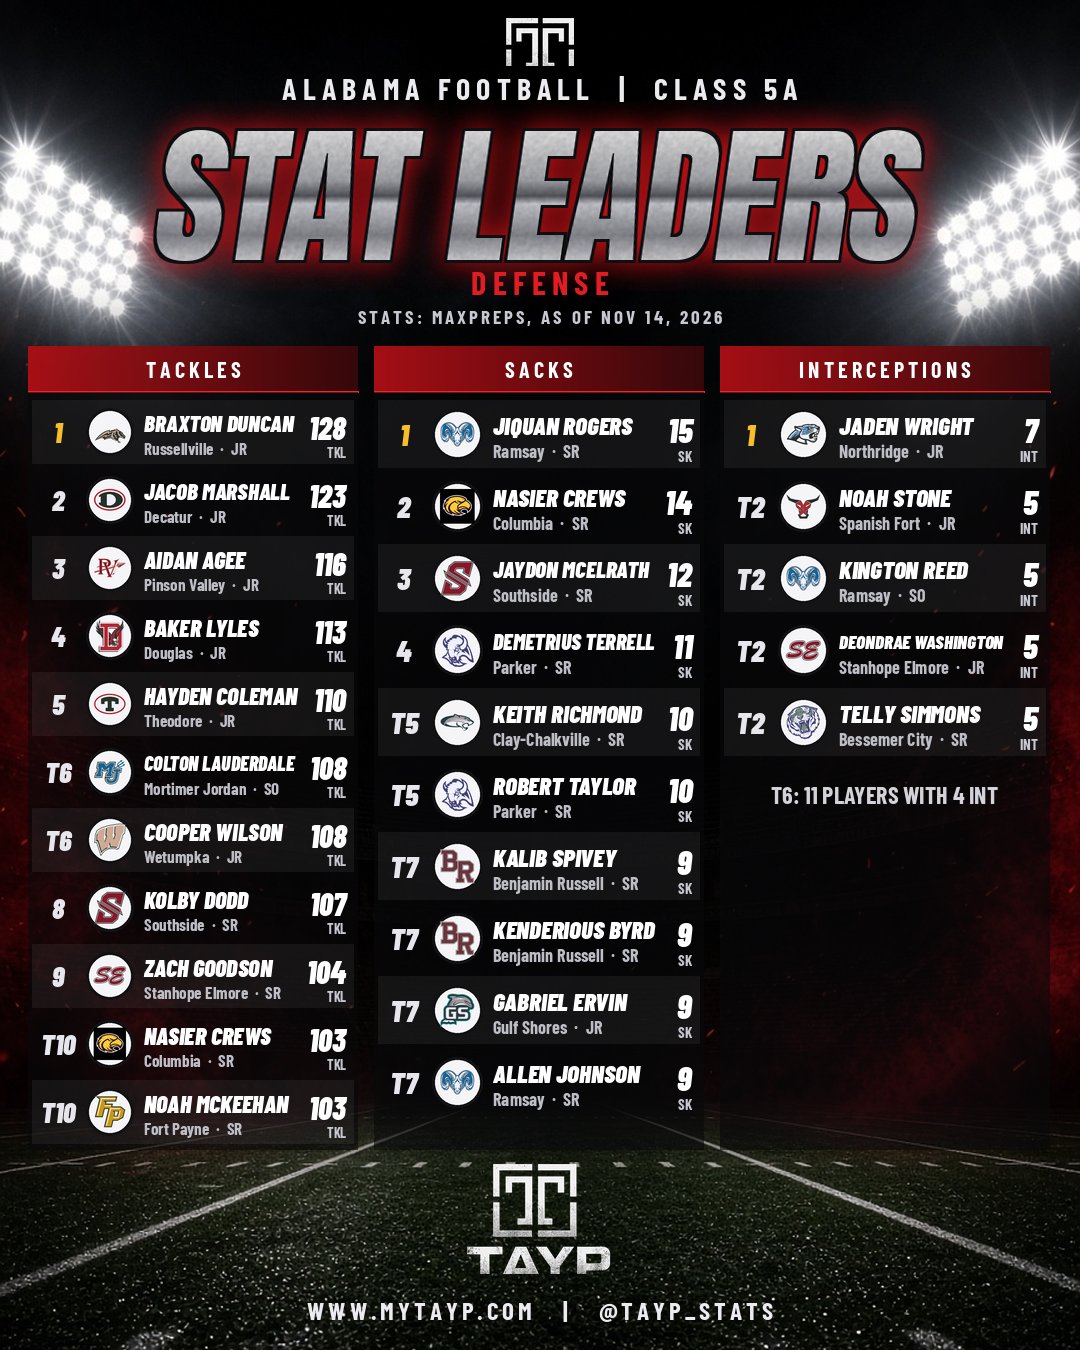 ALABAMA FOOTBALL | CLASS 5A
STAT LEADERS
DEFENSE
STATS: MAXPREPS, AS OF NOV 14, 2026
TACKLES
1 BRAXTON DUNCAN 128
Russellville · JR TKL
2 D JACOB MARSHALL 123
Decatur · JR TKL
3 PV AIDAN AGEE 116
Pinson Valley · JR TKL
4 D BAKER LYLES 113
Douglas · JR TKL
5 T HAYDEN COLEMAN 110
Theodore · JR TKL
T6 MJ COLTON LAUDERDALE 108
Mortimer Jordan · SO TKL
T6 W COOPER WILSON 108
Wetumpka · JR TKL
8 S KOLBY DODD 107
Southside · SR TKL
9 SE ZACH GOODSON 104
Stanhope Elmore · SR TKL
T10 NASIER CREWS 103
Columbia · SR TKL
T10 FP NOAH MCKEEHAN 103
Fort Payne · SR TKL
SACKS
1 JIQUAN ROGERS 15
Ramsay · SR SK
2 NASIER CREWS 14
Columbia · SR SK
3 S JAYDON MCELRATH 12
Southside · SR SK
4 DEMETRIUS TERRELL 11
Parker · SR SK
T5 KEITH RICHMOND 10
Clay-Chalkville · SR SK
T5 ROBERT TAYLOR 10
Parker · SR SK
T7 BR KALIB SPIVEY 9
Benjamin Russell · SR SK
T7 BR KENDERIOUS BYRD 9
Benjamin Russell · SR SK
T7 GS GABRIEL ERVIN 9
Gulf Shores · JR SK
T7 ALLEN JOHNSON 9
Ramsay · SR SK
INTERCEPTIONS
1 JADEN WRIGHT 7
Northridge · JR INT
T2 NOAH STONE 5
Spanish Fort · JR INT
T2 KINGTON REED 5
Ramsay · SO INT
T2 SE DEONDRAE WASHINGTON 5
Stanhope Elmore · JR INT
T2 TELLY SIMMONS 5
Bessemer City · SR INT
T6: 11 PLAYERS WITH 4 INT
TAYP
WWW.MYTAYP.COM | @TAYP_STATS